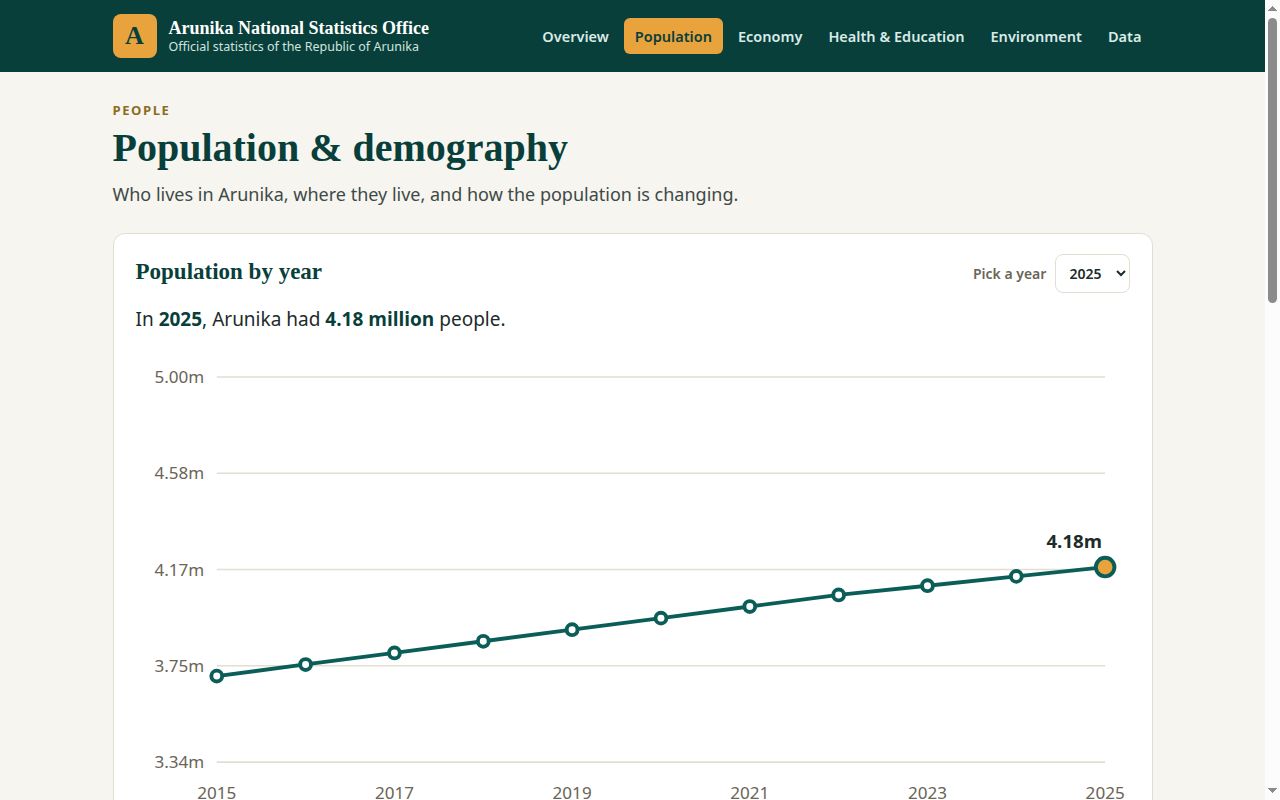 A
Arunika National Statistics Office
Official statistics of the Republic of Arunika
Overview
Population
Economy
Health & Education
Environment
Data
PEOPLE
Population & demography
Who lives in Arunika, where they live, and how the population is changing.
Population by year
Pick a year
2025
In 2025, Arunika had 4.18 million people.
5.00m
4.58m
4.18m
4.17m
3.75m
3.34m
2015
2017
2019
2021
2023
2025